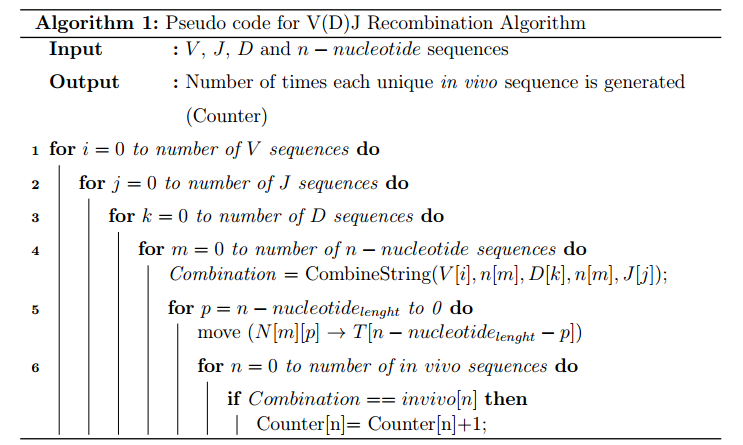 Algorithm 1: Pseudo code for V(D)J Recombination Algorithm
Input : V, J, D and n − nucleotide sequences
Output : Number of times each unique in vivo sequence is generated
(Counter)
1 for i = 0 to number of V sequences do
2 for j = 0 to number of J sequences do
3 for k = 0 to number of D sequences do
4 for m = 0 to number of n − nucleotide sequences do
Combination = CombineString(V[i], n[m], D[k], n[m], J[j]);
5 for p = n − nucleotide_lenght to 0 do
move (N[m][p] → T[n − nucleotide_lenght − p])
6 for n = 0 to number of in vivo sequences do
if Combination == invivo[n] then
Counter[n]= Counter[n]+1;